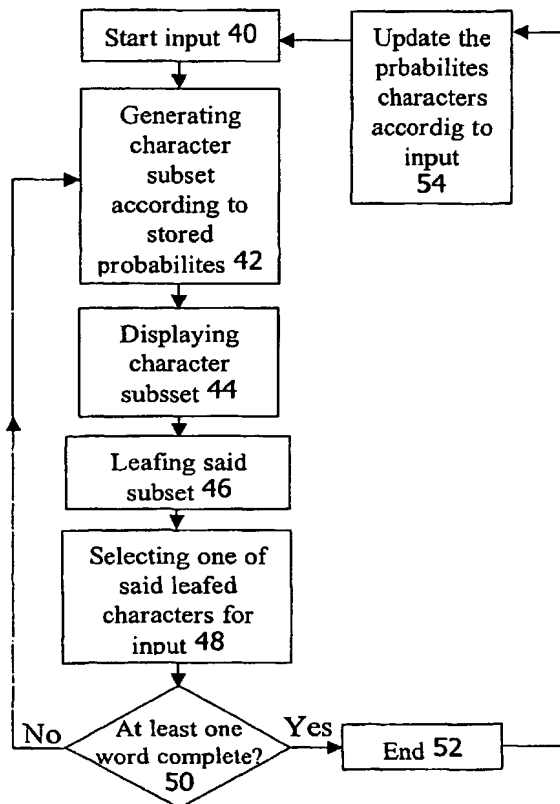 Start input 40
Update the
prbabilites
characters
accordig to
input
54
Generating
character
subset
according to
stored
probabilites 42
Displaying
character
subsset 44
Leafing said
subset 46
Selecting one of
said leafed
characters for
input 48
No
At least one
word complete?
50
Yes
End 52